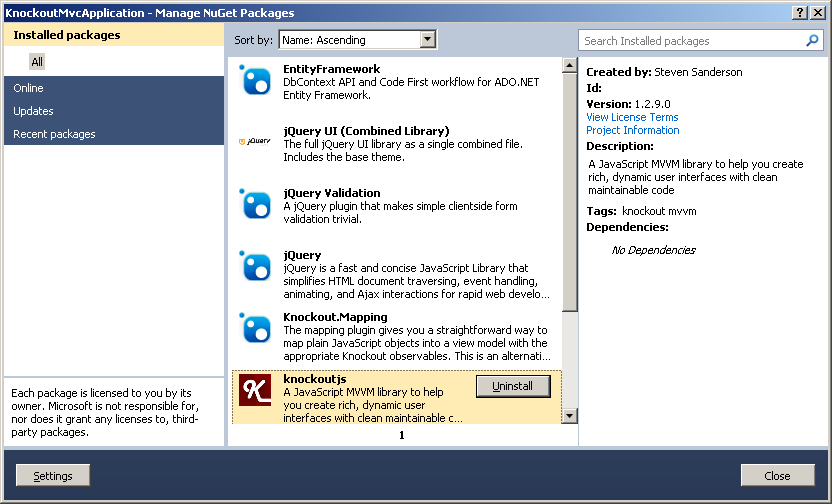 KnockoutMvcApplication - Manage NuGet Packages
Installed packages
All
Online
Updates
Recent packages
Each package is licensed to you by its
owner. Microsoft is not responsible for,
nor does it grant any licenses to, third-
party packages.
Sort by: Name: Ascending
EntityFramework
DbContext API and Code First workflow for ADO.NET
Entity Framework.
jQuery
jQuery UI (Combined Library)
The full jQuery UI library as a single combined file.
Includes the base theme.
jQuery Validation
A jQuery plugin that makes simple clientside form
validation trivial.
jQuery
jQuery is a fast and concise JavaScript Library that
simplifies HTML document traversing, event handling,
animating, and Ajax interactions for rapid web develo...
Knockout.Mapping
The mapping plugin gives you a straightforward way to
map plain JavaScript objects into a view model with the
appropriate Knockout observables. This is an alternati...
K
knockoutjs
A JavaScript MVVM library to help
you create rich, dynamic user
interfaces with clean maintainable c...
Uninstall
1
Search Installed packages
Created by: Steven Sanderson
Id:
Version: 1.2.9.0
View License Terms
Project Information
Description:
A JavaScript MVVM library to help you create
rich, dynamic user interfaces with clean
maintainable code
Tags: knockout mvvm
Dependencies:
No Dependencies
Settings
Close